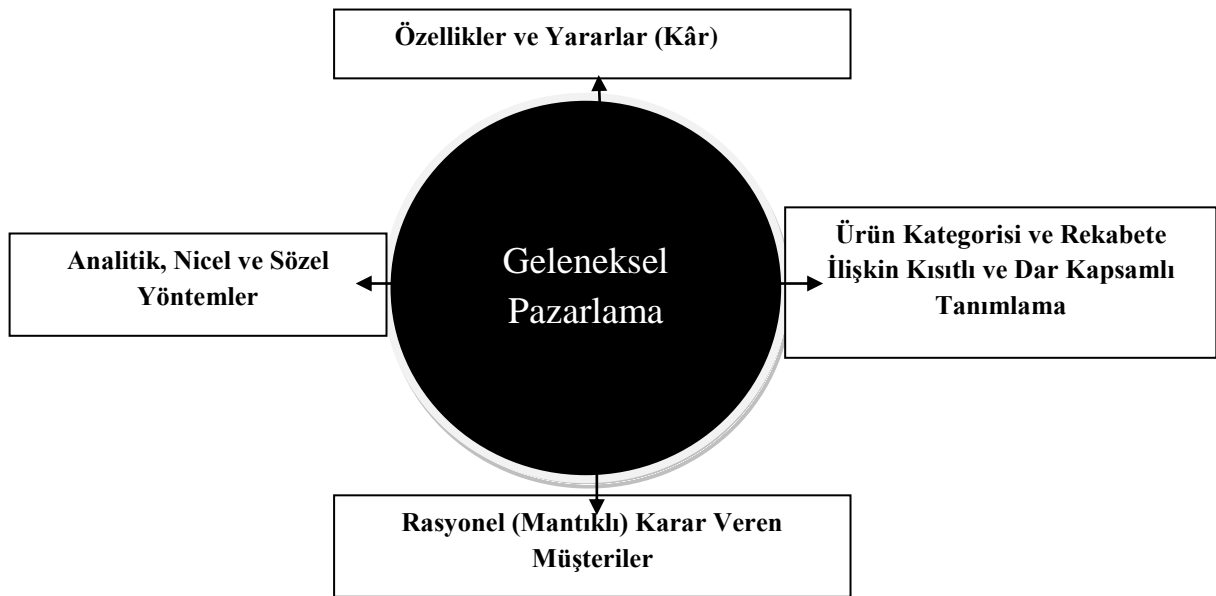 Özellikler ve Yararlar (Kâr)
Analitik, Nicel ve Sözel
Yöntemler
Geleneksel
Pazarlama
Ürün Kategorisi ve Rekabete
İlişkin Kısıtlı ve Dar Kapsamlı
Tanımlama
Rasyonel (Mantıklı) Karar Veren
Müşteriler